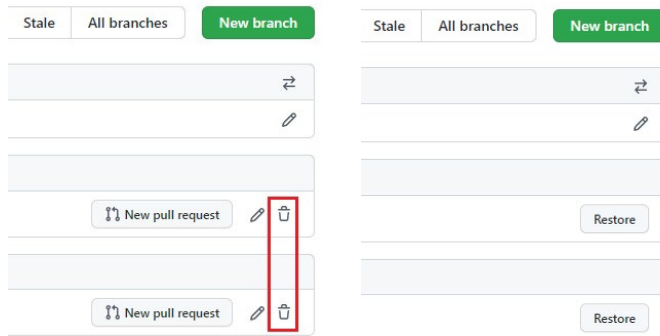 Stale All branches New branch
New pull request
New pull request
Stale All branches New branch
Restore
Restore